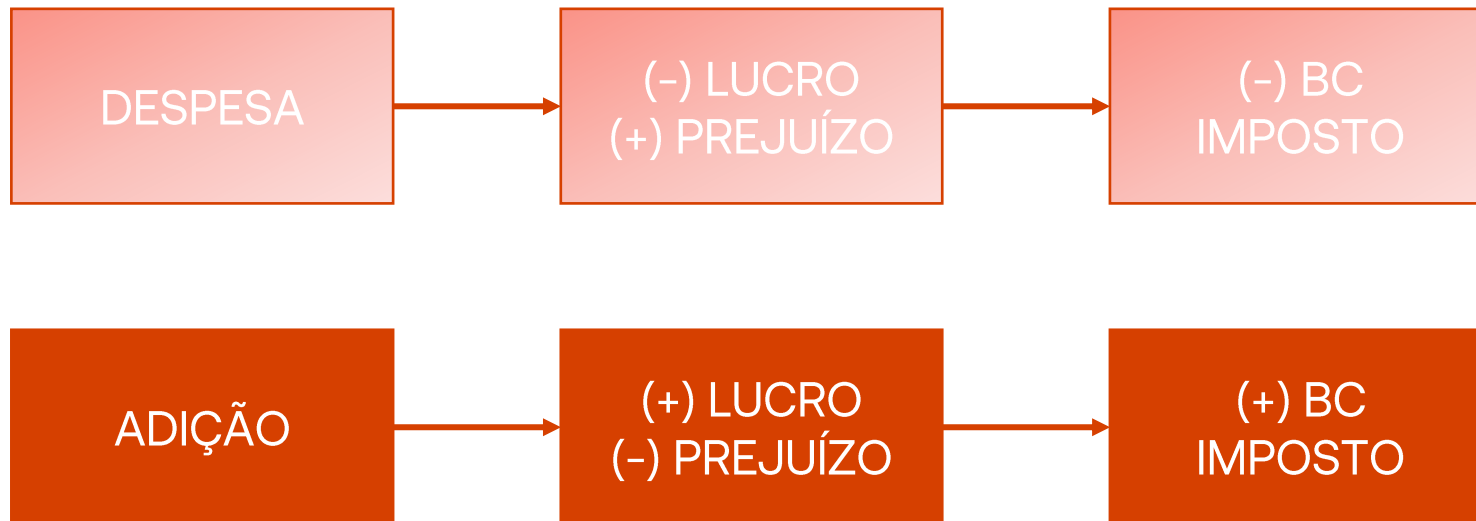 DESPESA
(-) LUCRO
(+) PREJUÍZO
(-) BC
IMPOSTO
ADIÇÃO
(+) LUCRO
(-) PREJUÍZO
(+) BC
IMPOSTO